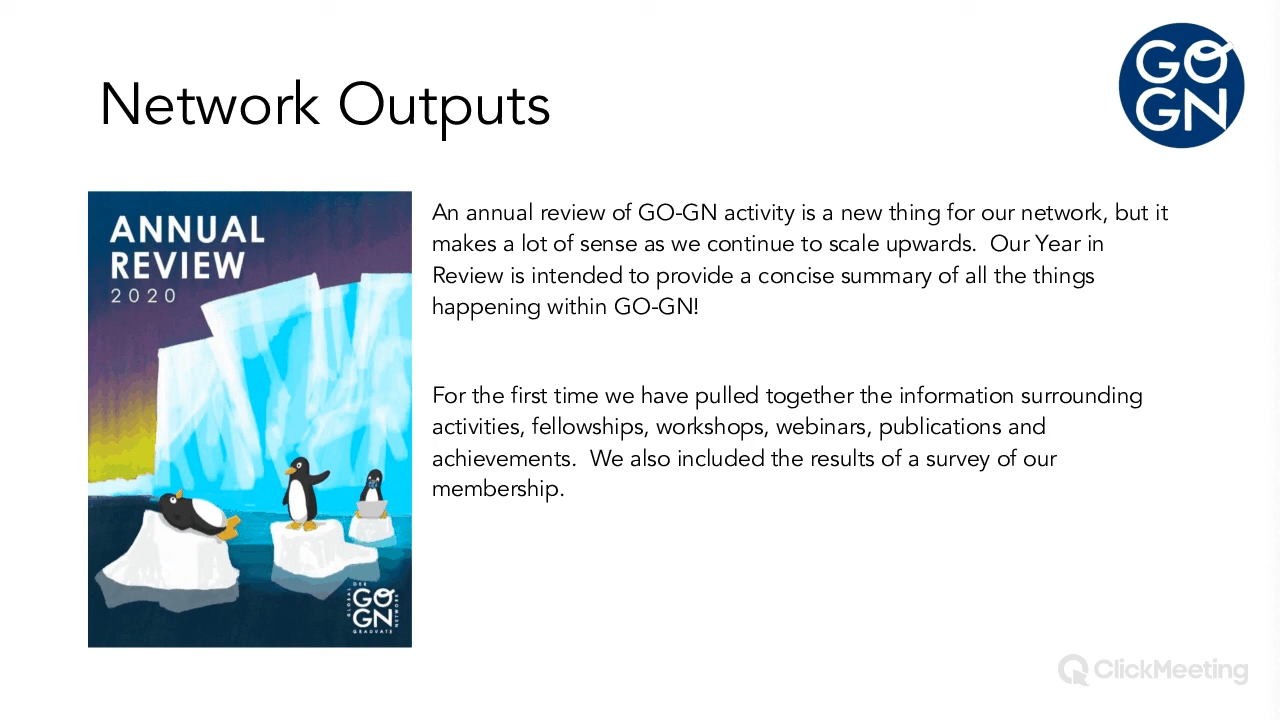 Network Outputs
GO
GN
ANNUAL
REVIEW
2020
An annual review of GO-GN activity is a new thing for our network, but it
makes a lot of sense as we continue to scale upwards.  Our Year in
Review is intended to provide a concise summary of all the things
happening within GO-GN!
For the first time we have pulled together the information surrounding
activities, fellowships, workshops, webinars, publications and
achievements.  We also included the results of a survey of our
membership.
GLOBAL
OER
GO
GN
NETWORK
GRADUATE
ClickMeeting